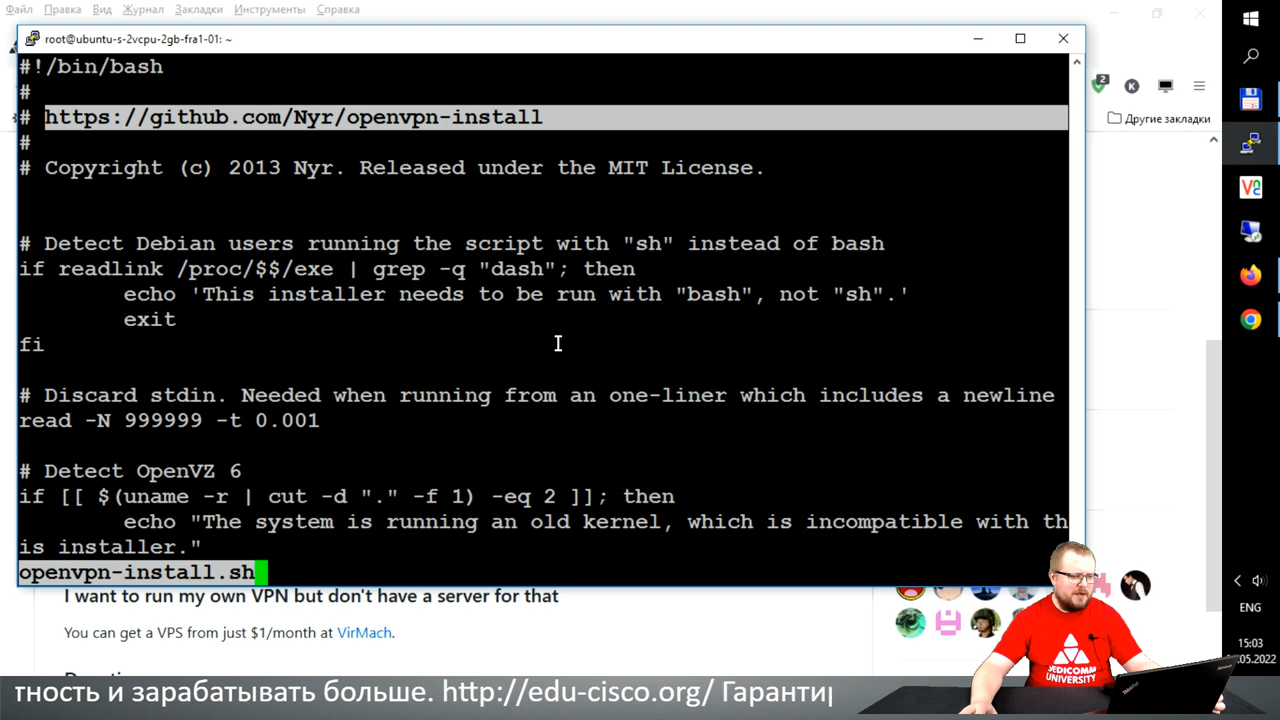 Файл Правка Вид Журнал Закладки Инструменты Справка
root@ubuntu-s-2vcpu-2gb-fra1-01: ~
#!/bin/bash
#
# https://github.com/Nyr/openvpn-install
#
# Copyright (c) 2013 Nyr. Released under the MIT License.
# Detect Debian users running the script with "sh" instead of bash
if readlink /proc/$$/exe | grep -q "dash"; then
echo 'This installer needs to be run with "bash", not "sh".'
exit
fi
# Discard stdin. Needed when running from an one-liner which includes a newline
read -N 999999 -t 0.001
# Detect OpenVZ 6
if [[ $(uname -r | cut -d "." -f 1) -eq 2 ]]; then
echo "The system is running an old kernel, which is incompatible with th
is installer."
openvpn-install.sh
2
K
Другие закладки
I want to run my own VPN but don't have a server for that
You can get a VPS from just $1/month at VirMach.
ENG
15:03
.05.2022
JEDICOMM
UNIVERSITY
тность и зарабатывать больше. http://edu-cisco.org/ Гарантир